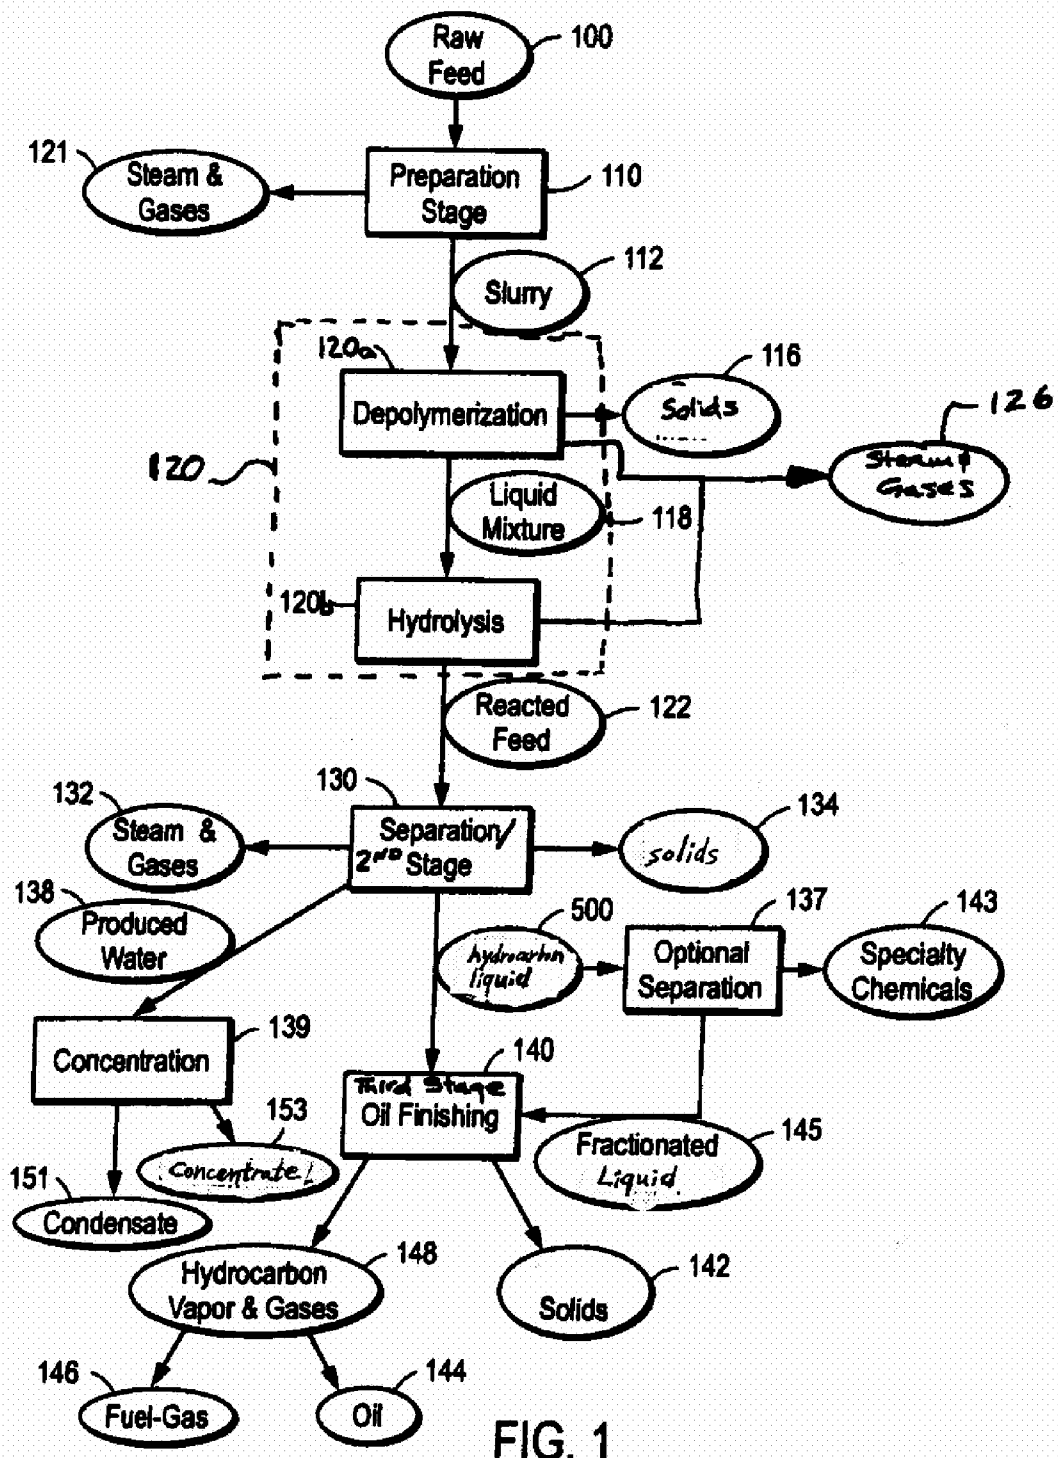 Raw
Feed
100
121
Steam &
Gases
Preparation
Stage
110
112
Slurry
120a
Depolymerization
116
Solids
126
Steam &
Gases
120
Liquid
Mixture
118
120b
Hydrolysis
Reacted
Feed
122
130
132
Steam &
Gases
Separation/
2ND Stage
134
solids
138
Produced
Water
500
hydrocarbon
liquid
137
Optional
Separation
143
Specialty
Chemicals
139
Concentration
140
Third Stage
Oil Finishing
153
Concentrate
145
Fractionated
Liquid
151
Condensate
148
Hydrocarbon
Vapor & Gases
142
Solids
146
Fuel-Gas
144
Oil
FIG. 1